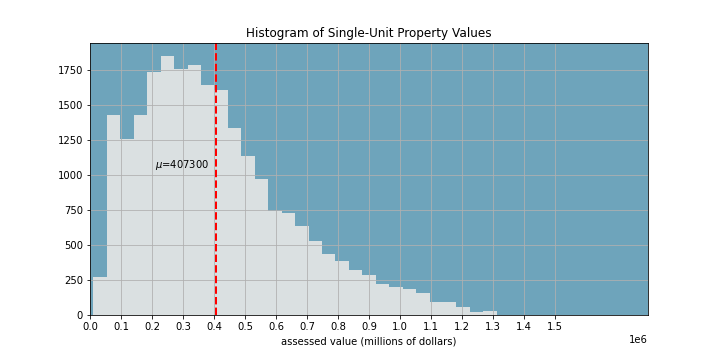 Histogram of Single-Unit Property Values
1750
1500
1250
1000
750
500
250
0
μ=407300
0.0 0.1 0.2 0.3 0.4 0.5 0.6 0.7 0.8 0.9 1.0 1.1 1.2 1.3 1.4 1.5
1e6
assessed value (millions of dollars)